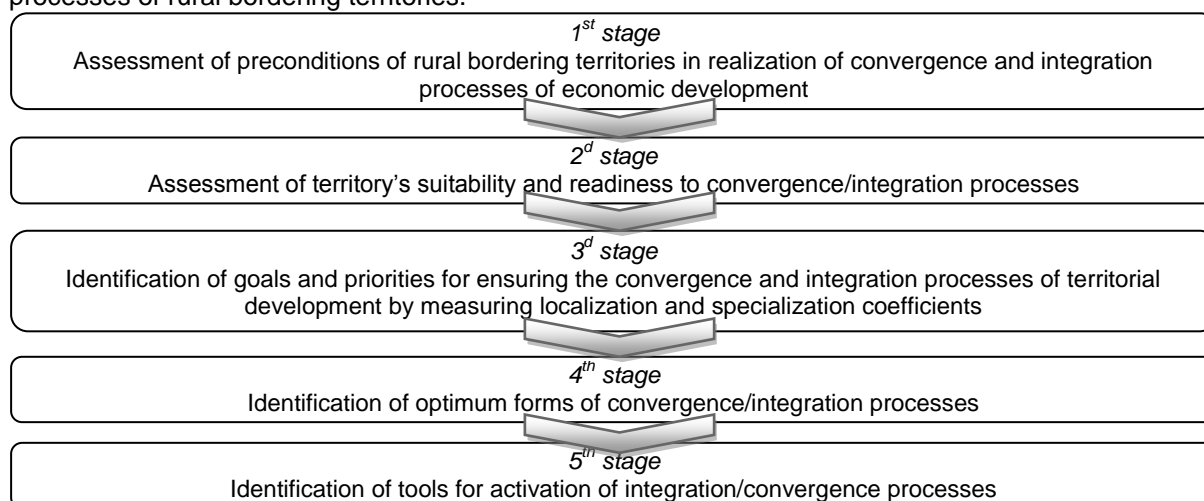 processes of rural bordering territories.
1st stage
Assessment of preconditions of rural bordering territories in realization of convergence and integration
processes of economic development
2d stage
Assessment of territory's suitability and readiness to convergence/integration processes
3d stage
Identification of goals and priorities for ensuring the convergence and integration processes of territorial
development by measuring localization and specialization coefficients
4th stage
Identification of optimum forms of convergence/integration processes
5th stage
Identification of tools for activation of integration/convergence processes